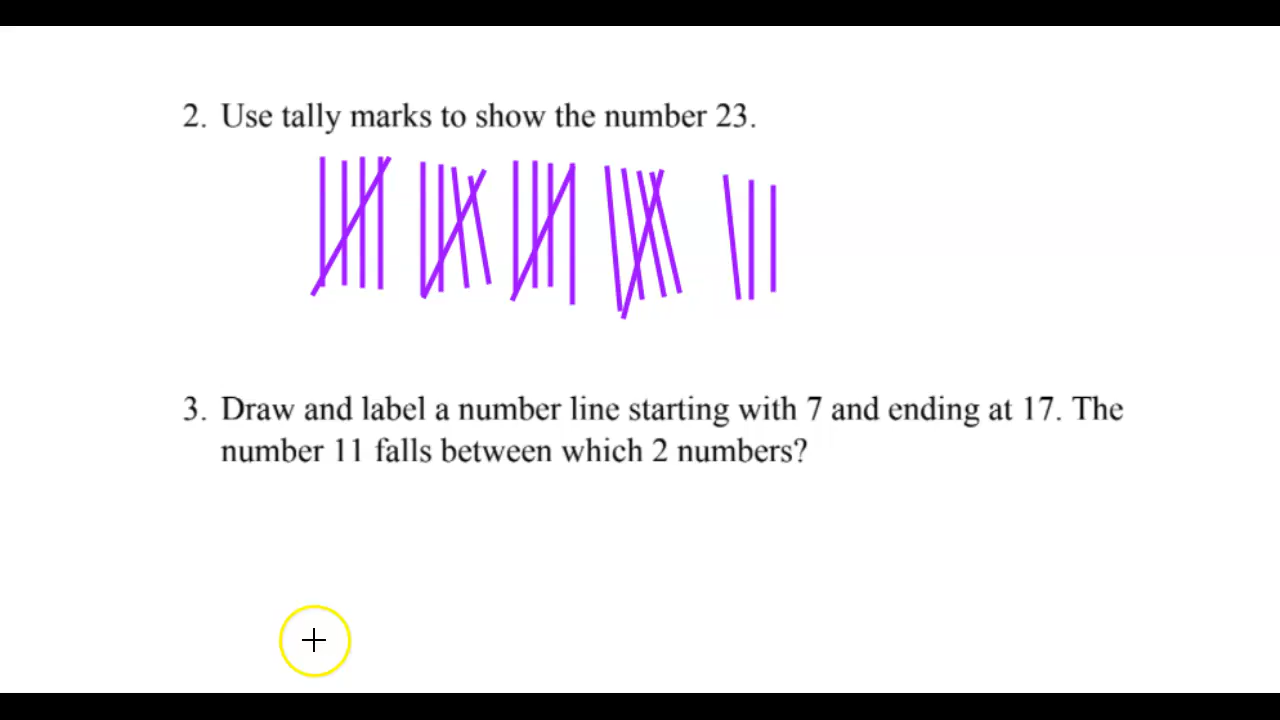 2. Use tally marks to show the number 23.
3. Draw and label a number line starting with 7 and ending at 17. The
number 11 falls between which 2 numbers?